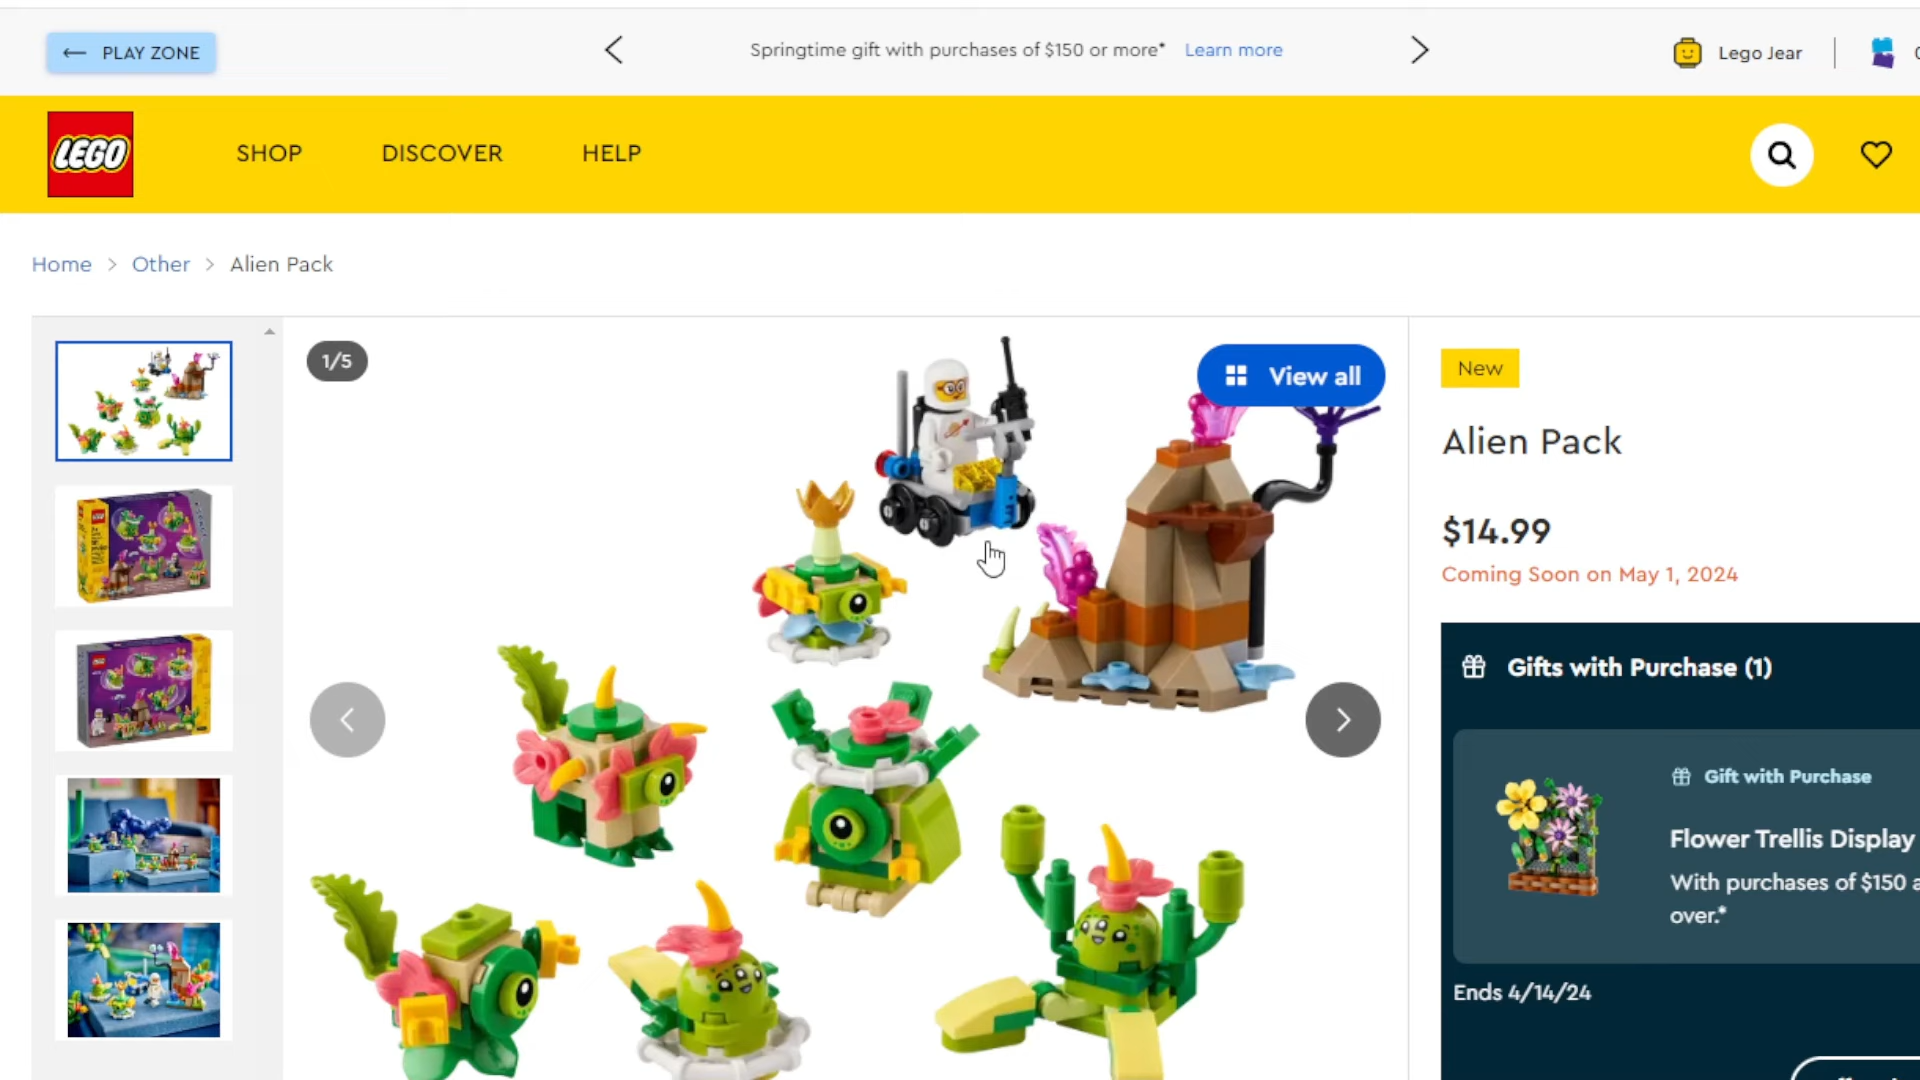 PLAY ZONE
Springtime gift with purchases of $150 or more* Learn more
Lego Jear
LEGO
SHOP DISCOVER HELP
Home > Other > Alien Pack
1/5
View all
New
Alien Pack
$14.99
Coming Soon on May 1, 2024
Gifts with Purchase (1)
Gift with Purchase
Flower Trellis Display
With purchases of $150 a
over.*
Ends 4/14/24